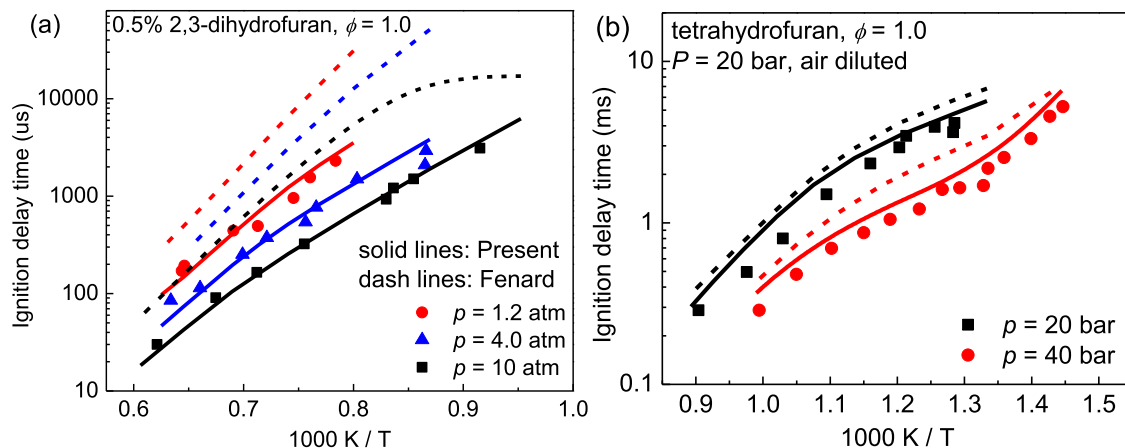 (a)
0.5% 2,3-dihydrofuran, ϕ = 1.0
Ignition delay time (us)
10000
1000
100
10
solid lines: Present
dash lines: Fenard
p = 1.2 atm
p = 4.0 atm
p = 10 atm
0.6 0.7 0.8 0.9 1.0
1000 K / T
(b)
tetrahydrofuran, ϕ = 1.0
P = 20 bar, air diluted
Ignition delay time (ms)
10
1
0.1
p = 20 bar
p = 40 bar
0.9 1.0 1.1 1.2 1.3 1.4 1.5
1000 K / T